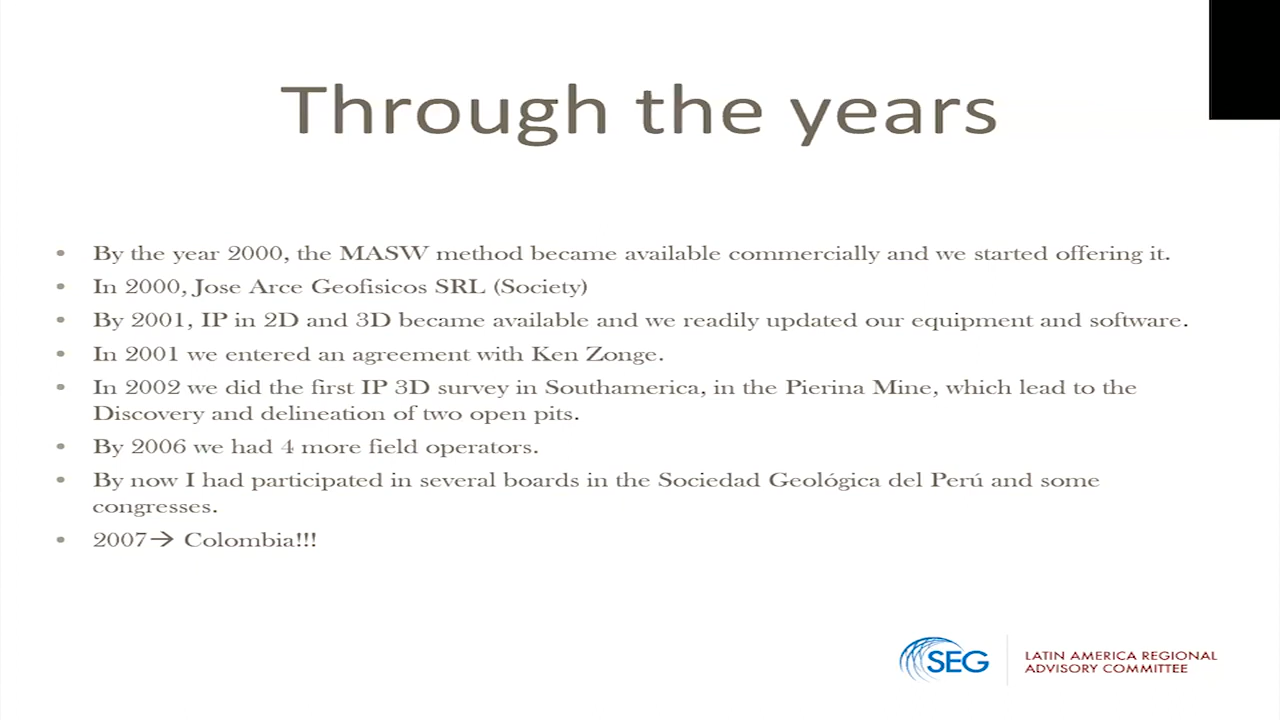 Through the years
• By the year 2000, the MASW method became available commercially and we started offering it.
• In 2000, Jose Arce Geofisicos SRL (Society)
• By 2001, IP in 2D and 3D became available and we readily updated our equipment and software.
• In 2001 we entered an agreement with Ken Zonge.
• In 2002 we did the first IP 3D survey in Southamerica, in the Pierina Mine, which lead to the
Discovery and delineation of two open pits.
• By 2006 we had 4 more field operators.
• By now I had participated in several boards in the Sociedad Geológica del Perú and some
congresses.
• 2007→ Colombia!!!
SEG
LATIN AMERICA REGIONAL
ADVISORY COMMITTEE